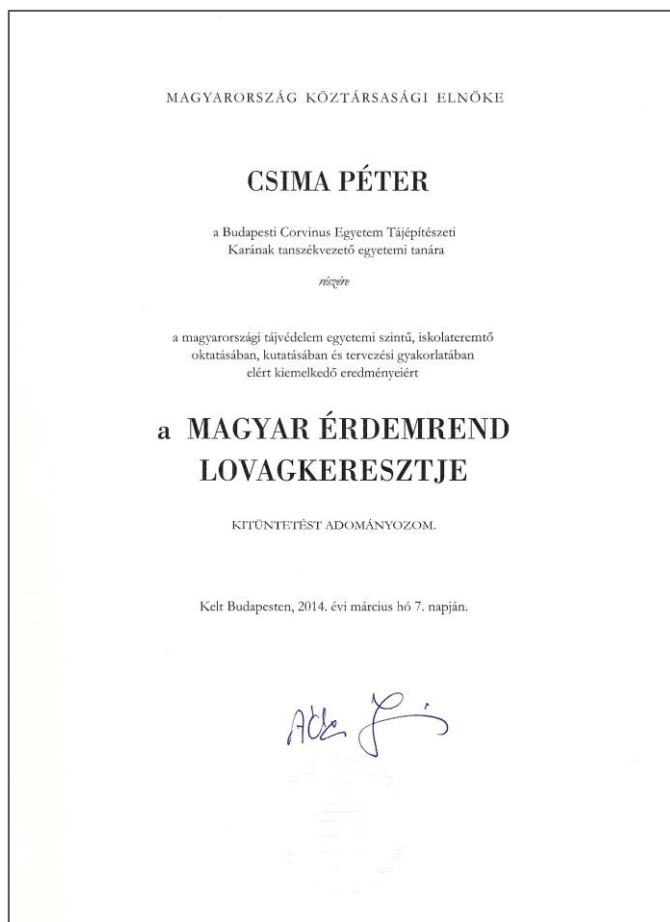 MAGYARORSZÁG KÖZTÁRSASÁGI ELNÖKE
CSIMA PÉTER
a Budapesti Corvinus Egyetem Tájépítészeti
Karának tanszékvezető egyetemi tanára
részére
a magyarországi tájvédelem egyetemi szintű, iskolateremtő
oktatásában, kutatásában és tervezési gyakorlatában
elért kiemelkedő eredményeiért
a MAGYAR ÉRDEMREND
LOVAGKERESZTJE
KITÜNTETÉST ADOMÁNYOZOM.
Kelt Budapesten, 2014. évi március hó 7. napján.